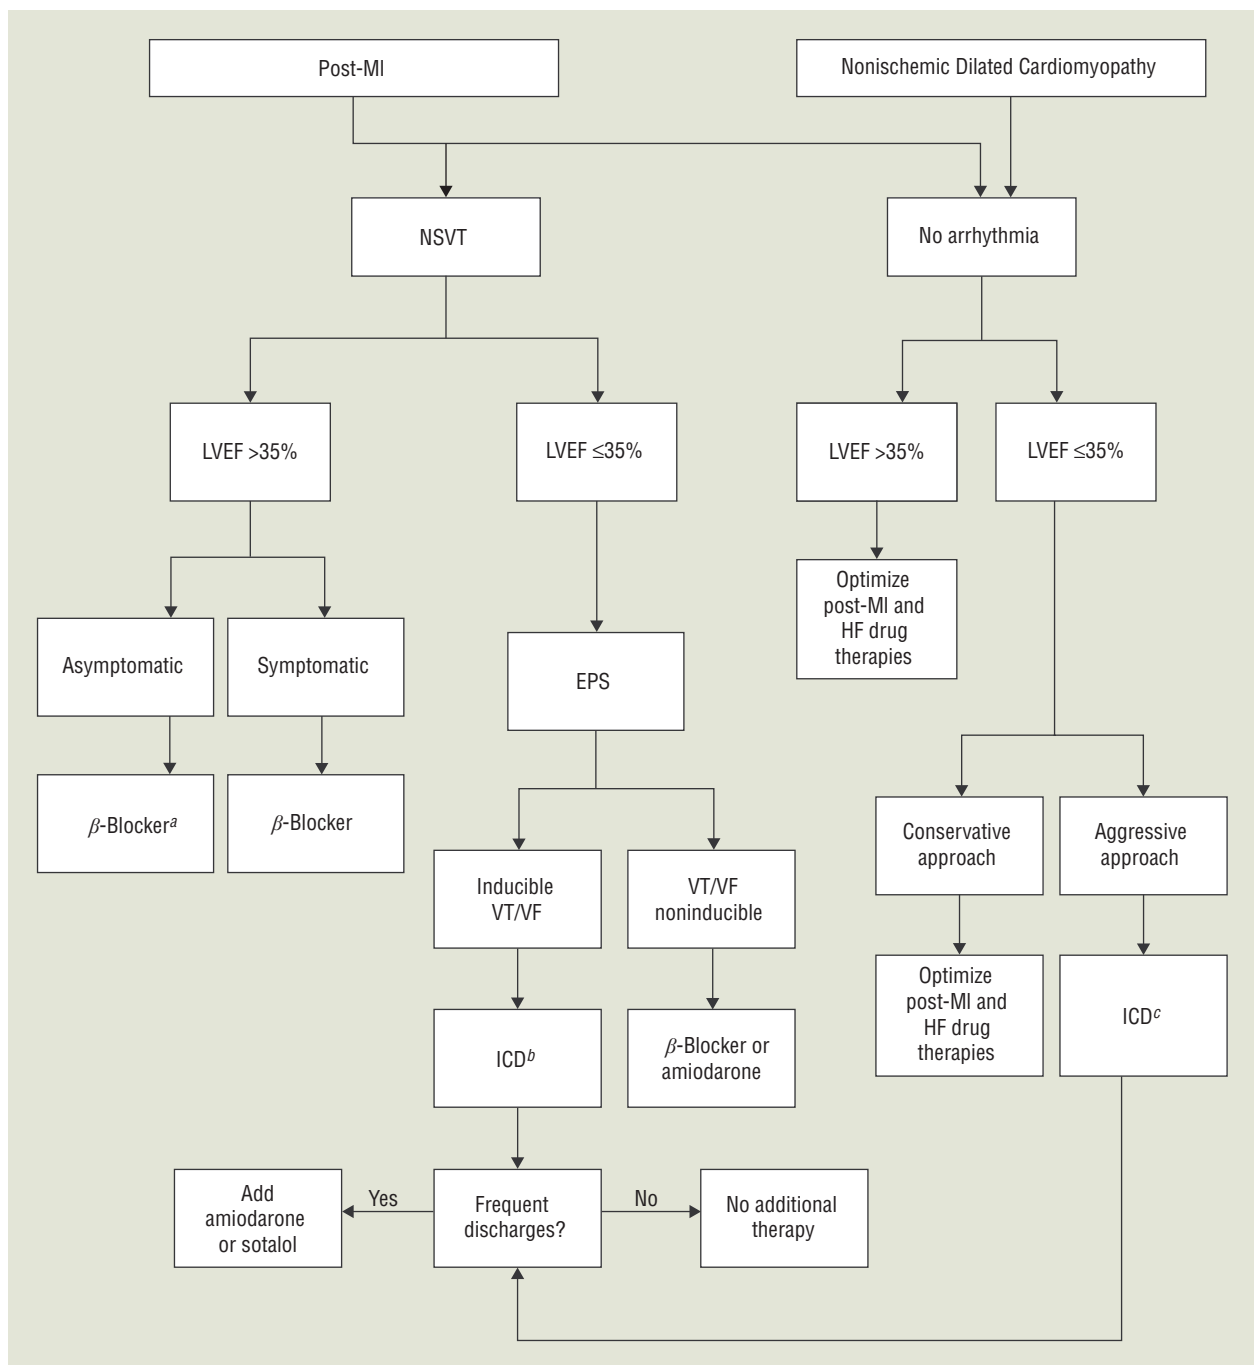 Post-MI
Nonischemic Dilated Cardiomyopathy
NSVT
No arrhythmia
LVEF >35%
LVEF ≤35%
LVEF >35%
LVEF ≤35%
Optimize
post-MI and
HF drug
therapies
Asymptomatic
Symptomatic
EPS
β-Blockerᵃ
β-Blocker
Conservative
approach
Aggressive
approach
Inducible
VT/VF
VT/VF
noninducible
Optimize
post-MI and
HF drug
therapies
ICDᶜ
ICDᵇ
β-Blocker or
amiodarone
Add
amiodarone
or sotalol
Yes
Frequent
discharges?
No
No additional
therapy